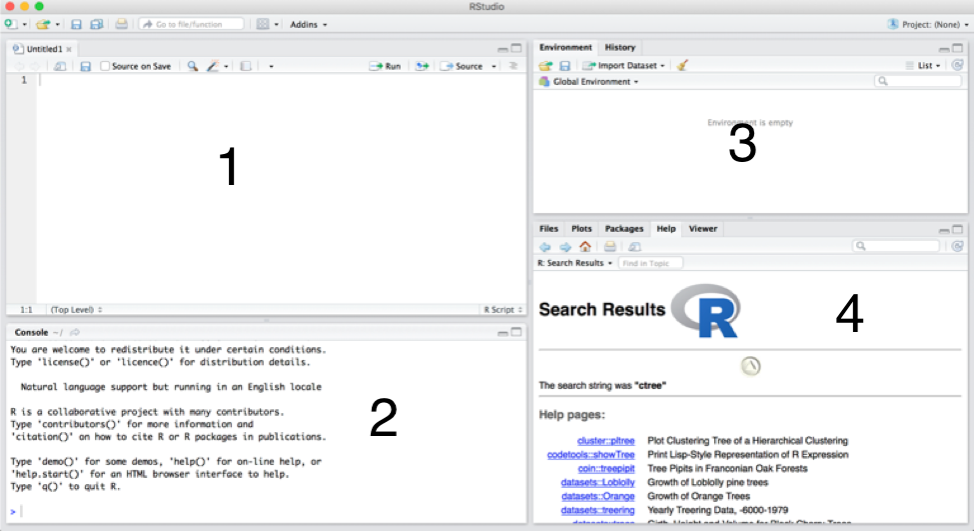 RStudio
Go to file/function
Addins
Project: (None)
Untitled1
Source on Save
Run
Source
1
1
1:1
(Top Level)
R Script
Console ~/
You are welcome to redistribute it under certain conditions.
Type 'license()' or 'licence()' for distribution details.
Natural language support but running in an English locale
R is a collaborative project with many contributors.
Type 'contributors()' for more information and
'citation()' on how to cite R or R packages in publications.
Type 'demo()' for some demos, 'help()' for on-line help, or
'help.start()' for an HTML browser interface to help.
Type 'q()' to quit R.
>
2
Environment History
Import Dataset
List
Global Environment
Environment is empty
3
Files Plots Packages Help Viewer
R: Search Results
Find in Topic
Search Results
R
4
The search string was "ctree"
Help pages:
cluster::pltree Plot Clustering Tree of a Hierarchical Clustering
codetools::showTree Print Lisp-Style Representation of R Expression
coin::treepipit Tree Pipits in Franconian Oak Forests
datasets::Loblolly Growth of Loblolly pine trees
datasets::Orange Growth of Orange Trees
datasets::treering Yearly Treering Data, -6000-1979
datasets::trees Girth, Height and Volume for Black Cherry Trees